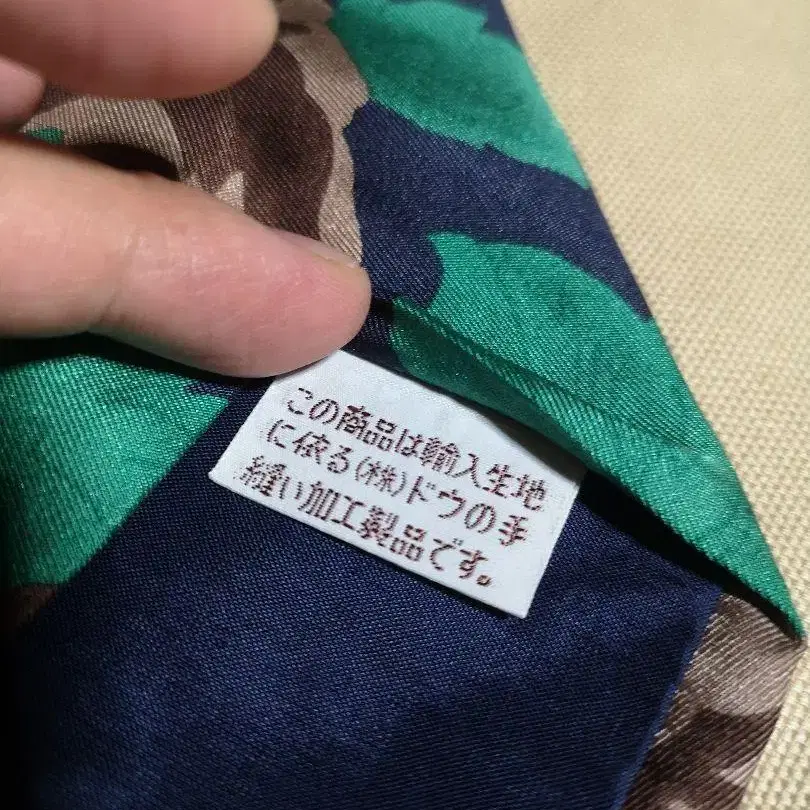 この商品は輸入生地
に依る(株)ドウの手
縫い加工製品です。